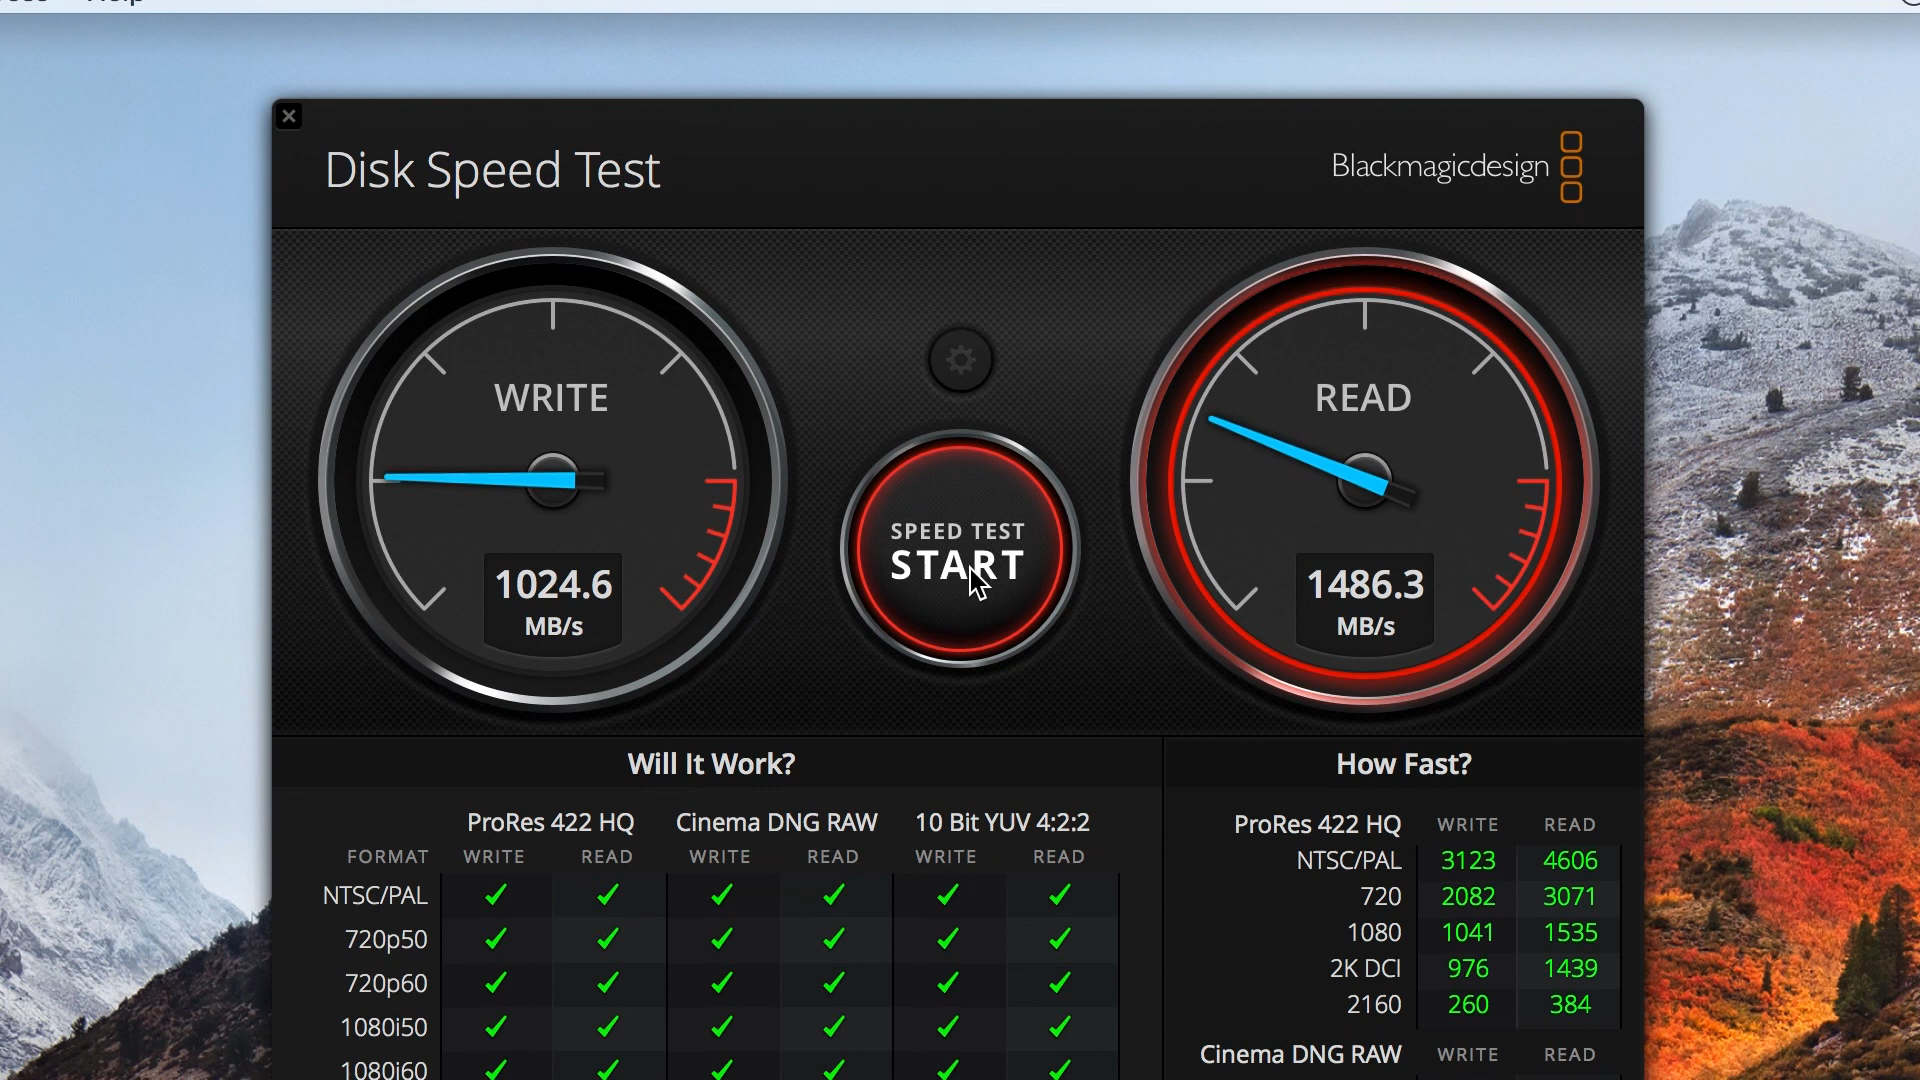 Help
Disk Speed Test
Blackmagicdesign
WRITE
READ
SPEED TEST
START
1024.6
MB/s
1486.3
MB/s
Will It Work?
How Fast?
ProRes 422 HQ Cinema DNG RAW 10 Bit YUV 4:2:2
FORMAT WRITE READ WRITE READ WRITE READ
NTSC/PAL
720p50
720p60
1080i50
1080i60
ProRes 422 HQ WRITE READ
NTSC/PAL 3123 4606
720 2082 3071
1080 1041 1535
2K DCI 976 1439
2160 260 384
Cinema DNG RAW WRITE READ